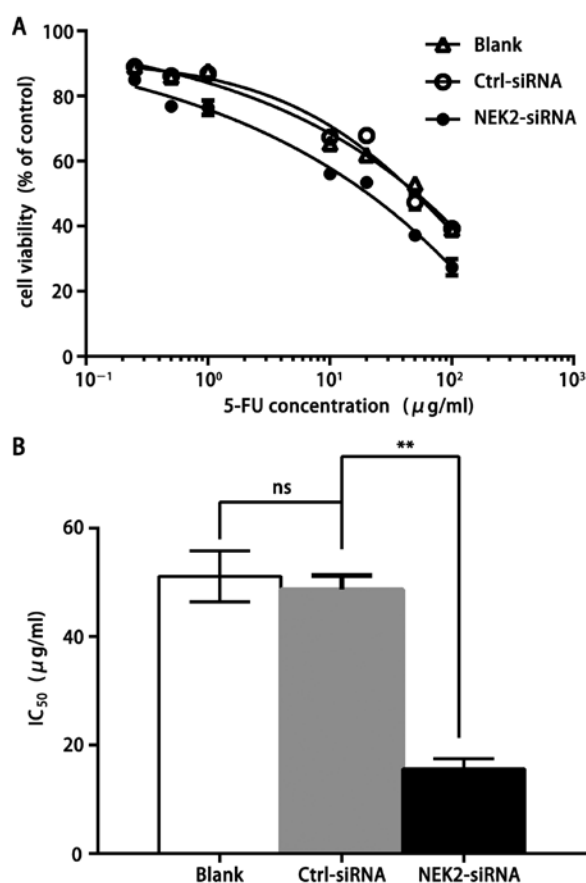 A
Blank
Ctrl-siRNA
NEK2-siRNA
cell viability (% of control)
100
80
60
40
20
0
10⁻¹ 10⁰ 10¹ 10² 10³
5-FU concentration (μg/ml)
B
**
ns
IC₅₀ (μg/ml)
60
40
20
0
Blank Ctrl-siRNA NEK2-siRNA